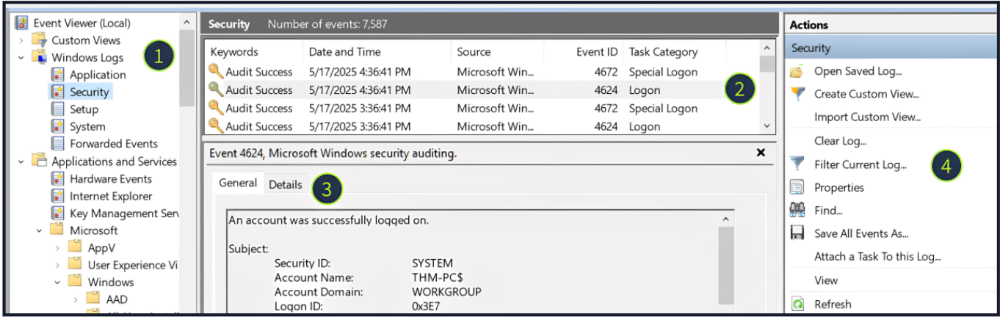 Event Viewer (Local)
Custom Views
Windows Logs
1
Application
Security
Setup
System
Forwarded Events
Applications and Services
Hardware Events
Internet Explorer
Key Management Serv
Microsoft
AppV
User Experience Vi
Windows
AAD
Security Number of events: 7,587
Keywords Date and Time Source Event ID Task Category
Audit Success 5/17/2025 4:36:41 PM Microsoft Win... 4672 Special Logon
Audit Success 5/17/2025 4:36:41 PM Microsoft Win... 4624 Logon
2
Audit Success 5/17/2025 3:36:41 PM Microsoft Win... 4672 Special Logon
Audit Success 5/17/2025 3:36:41 PM Microsoft Win... 4624 Logon
Event 4624, Microsoft Windows security auditing.
General Details
3
An account was successfully logged on.
Subject:
Security ID: SYSTEM
Account Name: THM-PC$
Account Domain: WORKGROUP
Logon ID: 0x3E7
Actions
Security
Open Saved Log...
Create Custom View...
Import Custom View...
Clear Log...
Filter Current Log...
4
Properties
Find...
Save All Events As...
Attach a Task To this Log...
View
Refresh